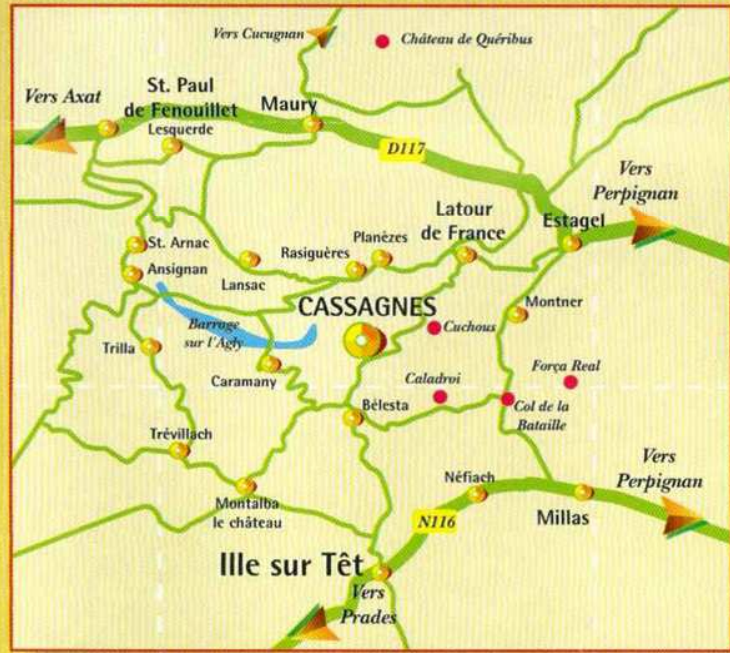 Vers Cucugnan
Château de Quéribus
Vers Axat
St. Paul
de Fenouillet
Maury
Lesquerde
D117
Vers
Perpignan
Latour
de France
Estagel
St. Arnac
Planèzes
Rasiguères
Ansignan
Lansac
CASSAGNES
Montner
Barrage
sur l'Agly
Cuchous
Trilla
Caramany
Força Real
Caladroi
Bélesta
Col de la
Bataille
Trévillach
Vers
Perpignan
Néfiach
Montalba
le château
N116
Millas
Ille sur Têt
Vers
Prades